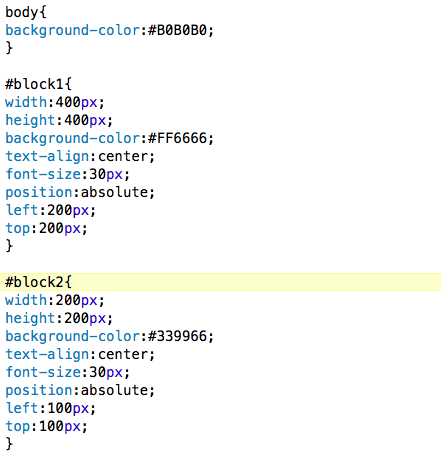 body{
background-color:#B0B0B0;
}
#block1{
width:400px;
height:400px;
background-color:#FF6666;
text-align:center;
font-size:30px;
position:absolute;
left:200px;
top:200px;
}
#block2{
width:200px;
height:200px;
background-color:#339966;
text-align:center;
font-size:30px;
position:absolute;
left:100px;
top:100px;
}